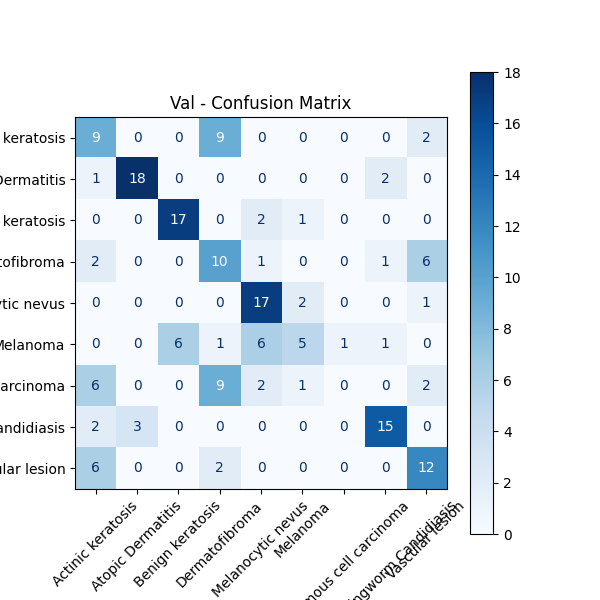 Val - Confusion Matrix
keratosis 9 0 0 9 0 0 0 0 2
Dermatitis 1 18 0 0 0 0 0 2 0
keratosis 0 0 17 0 2 1 0 0 0
tofibroma 2 0 0 10 1 0 0 1 6
ytic nevus 0 0 0 0 17 2 0 0 1
Melanoma 0 0 6 1 6 5 1 1 0
arcinoma 6 0 0 9 2 1 0 0 2
andidiasis 2 3 0 0 0 0 0 15 0
ular lesion 6 0 0 2 0 0 0 0 12
Actinic keratosis
Atopic Dermatitis
Benign keratosis
Dermatofibroma
Melanocytic nevus
Melanoma
mous cell carcinoma
ngworm Candidiasis
Vascular lesion
18
16
14
12
10
8
6
4
2
0